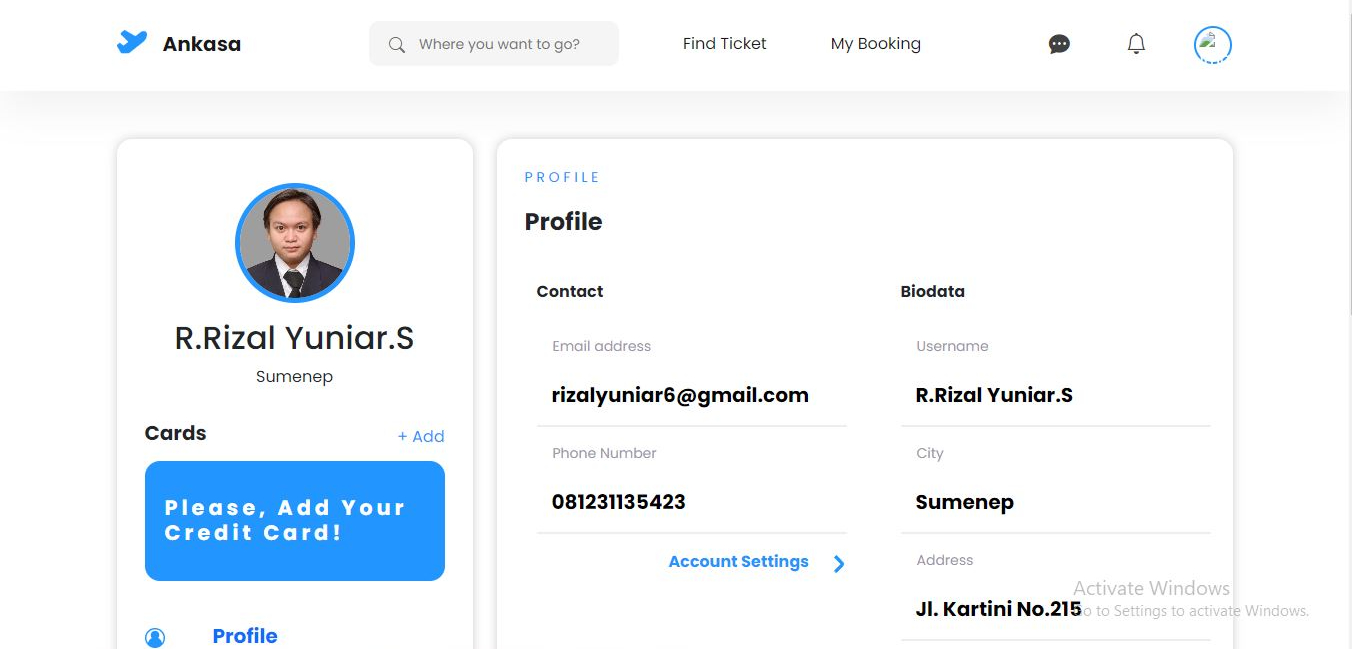 Ankasa
Where you want to go?
Find Ticket
My Booking
R.Rizal Yuniar.S
Sumenep
Cards
+ Add
Please, Add Your
Credit Card!
Profile
PROFILE
Profile
Contact
Email address
rizalyuniar6@gmail.com
Phone Number
081231135423
Account Settings
Biodata
Username
R.Rizal Yuniar.S
City
Sumenep
Address
Jl. Kartini No.215
Activate Windows
Go to Settings to activate Windows.